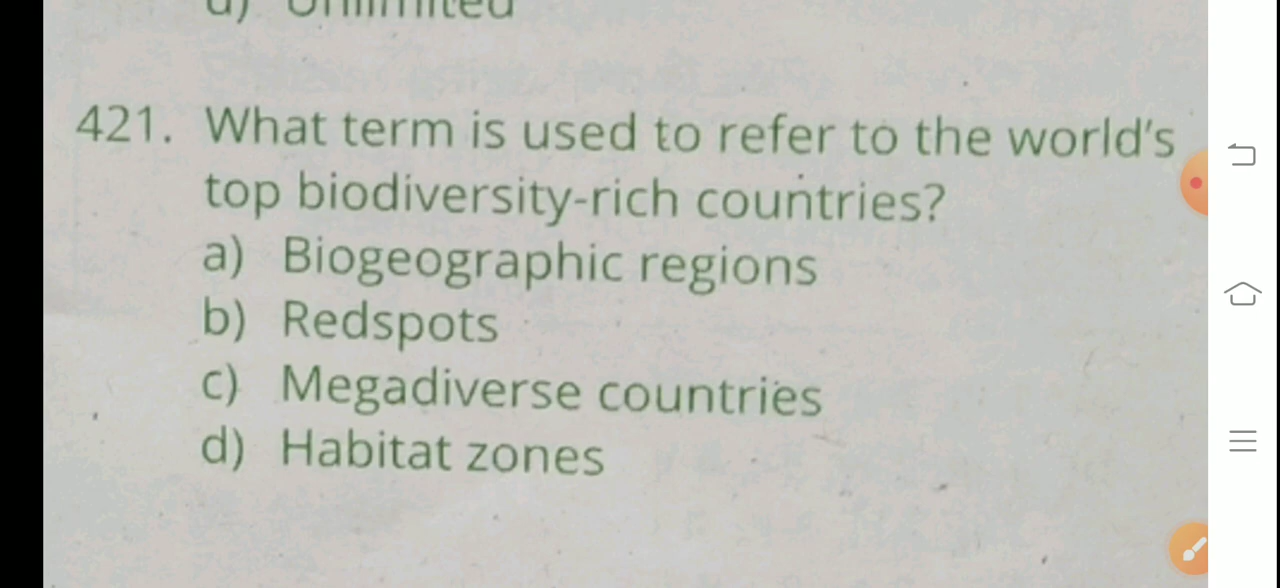 d) Unlimited
421. What term is used to refer to the world's
top biodiversity-rich countries?
a) Biogeographic regions
b) Redspots
c) Megadiverse countries
d) Habitat zones